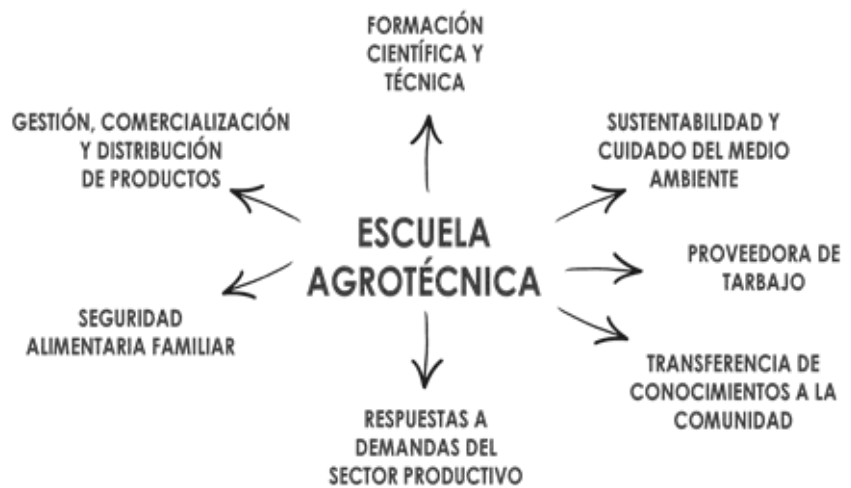 FORMACIÓN
CIENTÍFICA Y
TÉCNICA
GESTIÓN, COMERCIALIZACIÓN
Y DISTRIBUCIÓN
DE PRODUCTOS
SUSTENTABILIDAD Y
CUIDADO DEL MEDIO
AMBIENTE
ESCUELA
AGROTÉCNICA
PROVEEDORA DE
TARBAJO
SEGURIDAD
ALIMENTARIA FAMILIAR
TRANSFERENCIA DE
CONOCIMIENTOS A LA
COMUNIDAD
RESPUESTAS A
DEMANDAS DEL
SECTOR PRODUCTIVO